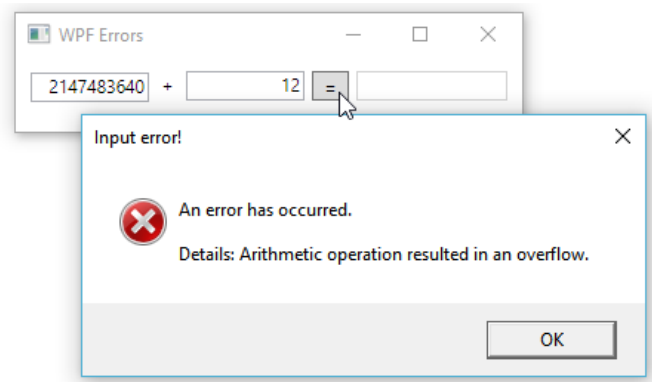 WPF Errors
2147483640 + 12 =
Input error!
An error has occurred.
Details: Arithmetic operation resulted in an overflow.
OK